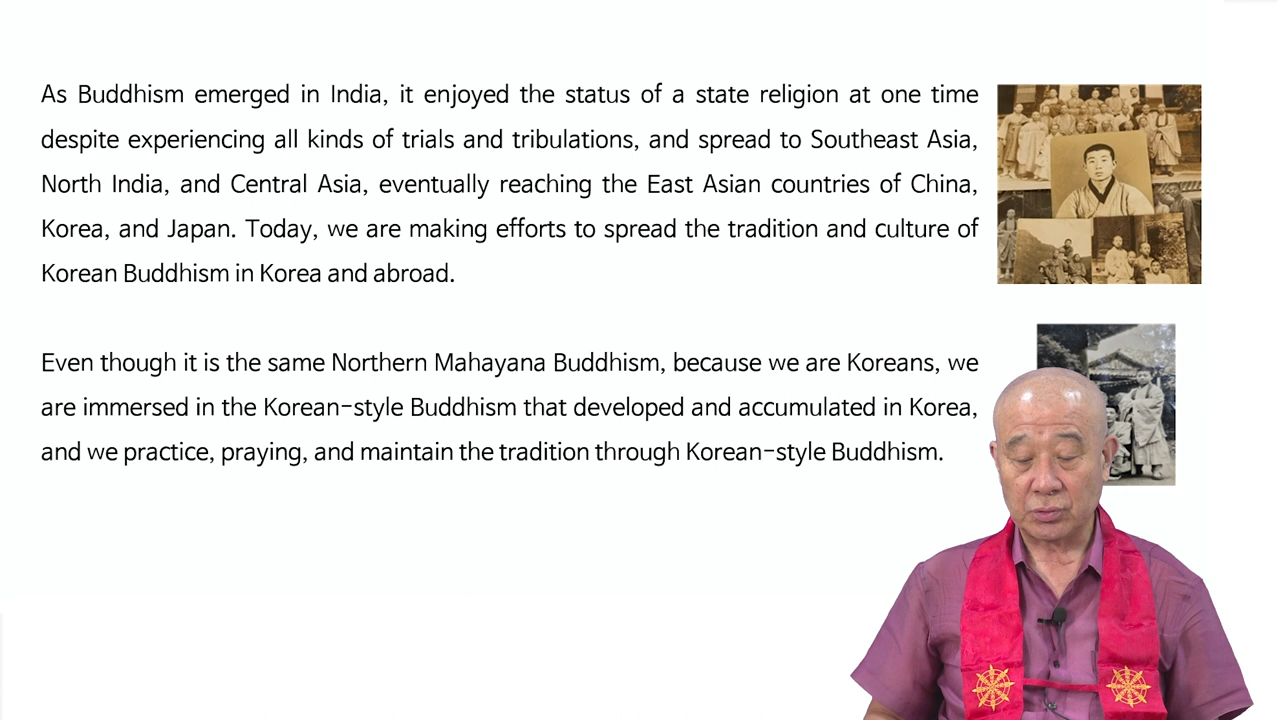 As Buddhism emerged in India, it enjoyed the status of a state religion at one time
despite experiencing all kinds of trials and tribulations, and spread to Southeast Asia,
North India, and Central Asia, eventually reaching the East Asian countries of China,
Korea, and Japan. Today, we are making efforts to spread the tradition and culture of
Korean Buddhism in Korea and abroad.
Even though it is the same Northern Mahayana Buddhism, because we are Koreans, we
are immersed in the Korean-style Buddhism that developed and accumulated in Korea,
and we practice, praying, and maintain the tradition through Korean-style Buddhism.